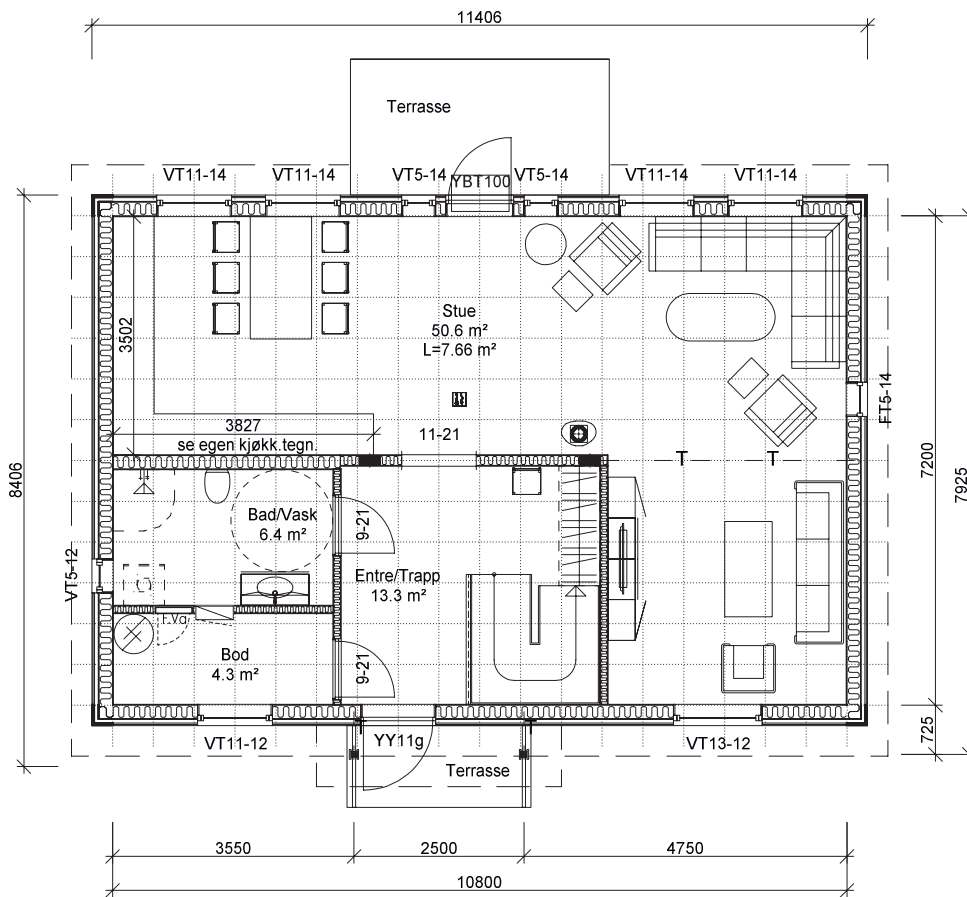 11406
Terrasse
VT11-14
VT11-14
VT5-14
YBT100
VT5-14
VT11-14
VT11-14
Stue
50.6 m²
L=7.66 m²
3502
3827
se egen kjøkk.tegn.
11-21
FT5-14
7200
7925
8406
Bad/Vask
6.4 m²
9-21
Entre/Trapp
13.3 m²
VT5-12
Bod
4.3 m²
9-21
VT11-12
YY11g
Terrasse
VT13-12
725
3550
2500
4750
10800